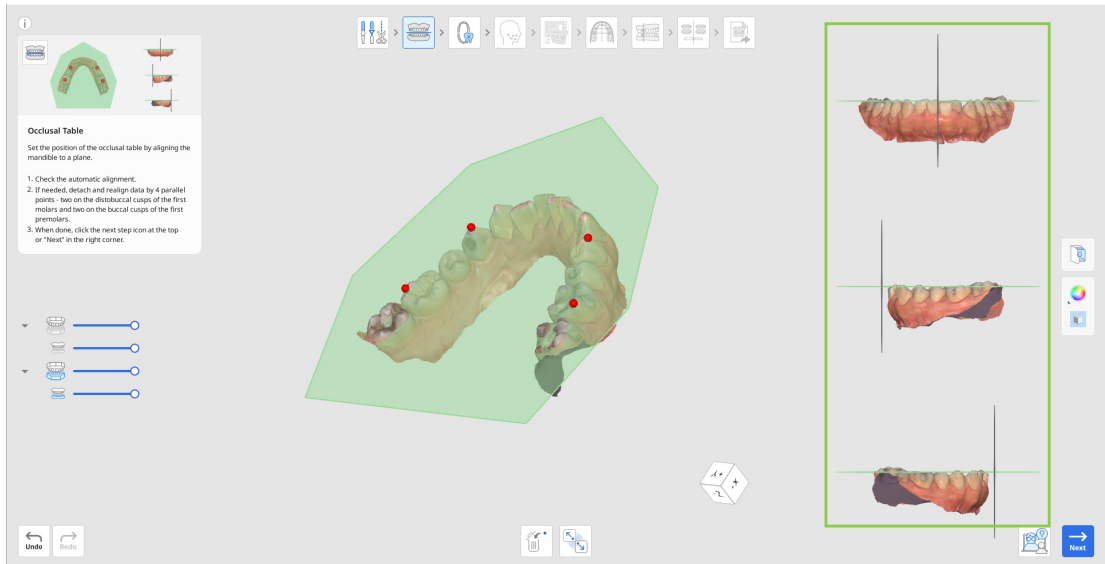 Occlusal Table
Set the position of the occlusal table by aligning the
mandible to a plane.
1. Check the automatic alignment.
2. If needed, detach and realign data by 4 parallel
points - two on the distobuccal cusps of the first
molars and two on the buccal cusps of the first
premolars.
3. When done, click the next step icon at the top
or "Next" in the right corner.
Undo
Redo
Next